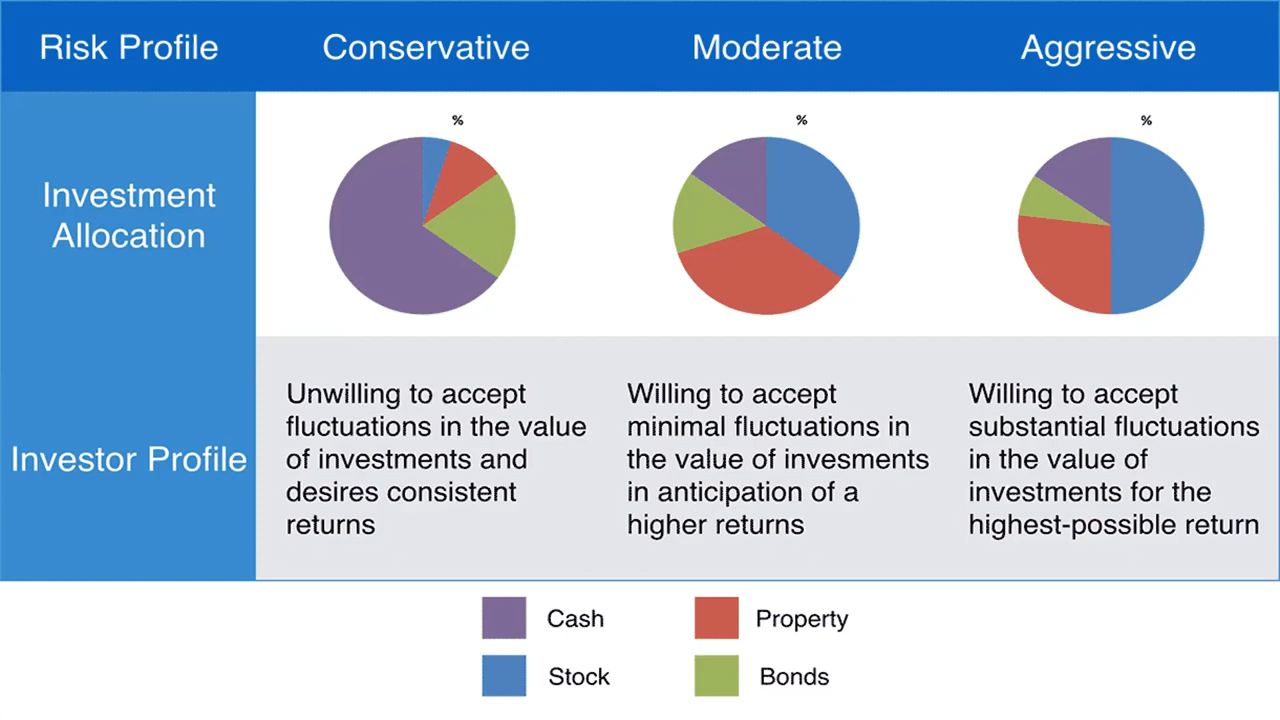 Risk Profile
Conservative
Moderate
Aggressive
Investment
Allocation
%
%
%
Investor Profile
Unwilling to accept
fluctuations in the value
of investments and
desires consistent
returns
Willing to accept
minimal fluctuations in
the value of invesments
in anticipation of a
higher returns
Willing to accept
substantial fluctuations
in the value of
investments for the
highest-possible return
Cash
Property
Stock
Bonds